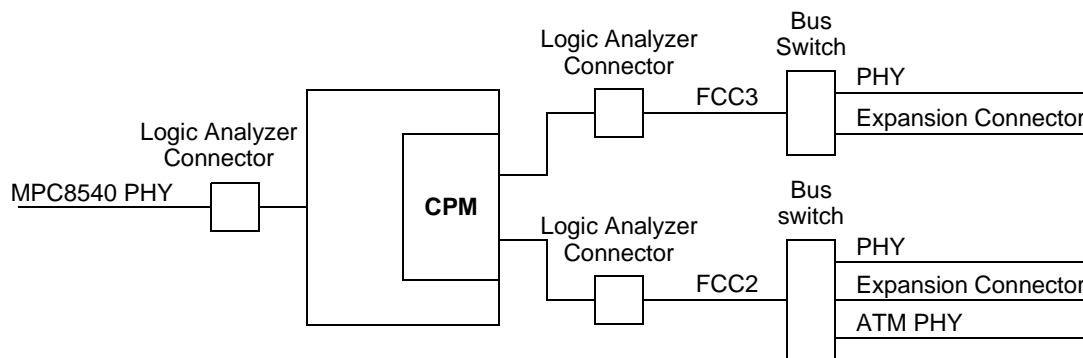 Bus
Switch
Logic Analyzer
Connector
PHY
FCC3
Expansion Connector
Logic Analyzer
Connector
MPC8540 PHY
CPM
Bus
switch
Logic Analyzer
Connector
PHY
FCC2
Expansion Connector
ATM PHY